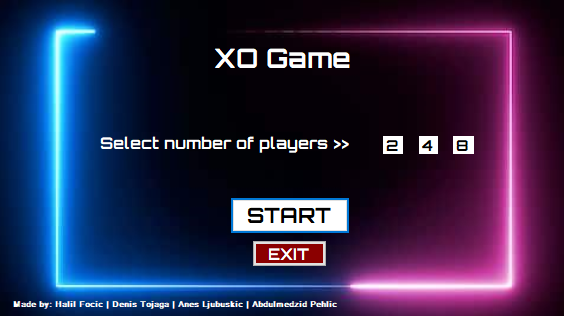 XO Game
Select number of players >> 2 4 8
START
EXIT
Made by: Halil Focic | Denis Tojaga | Anes Ljubuskic | Abdulmedzid Pehlic